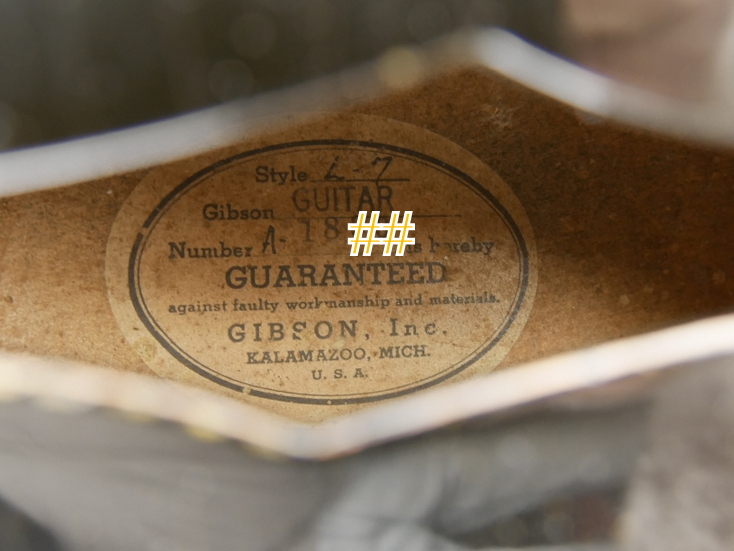 Style L-7
Gibson GUITAR
Number A- 18## is hereby
GUARANTEED
against faulty workmanship and materials.
GIBSON, Inc.
KALAMAZOO, MICH.
U. S. A.